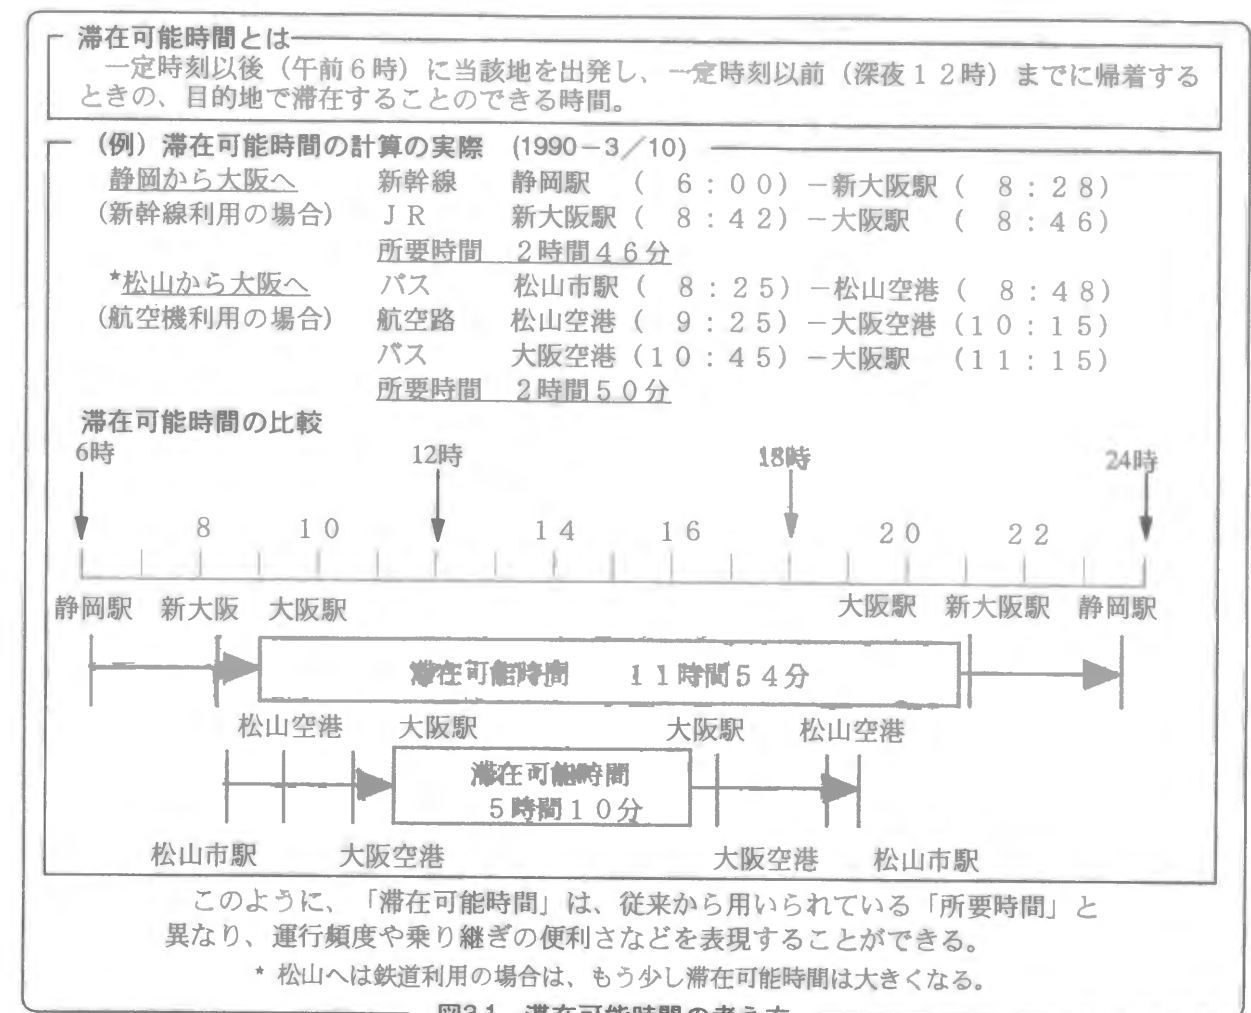 滞在可能時間とは
一定時刻以後（午前６時）に当該地を出発し、一定時刻以前（深夜１２時）までに帰着する
ときの、目的地で滞在することのできる時間。
（例）滞在可能時間の計算の実際 （1990－3／10）
静岡から大阪へ 新幹線 静岡駅 （ ６：００）－新大阪駅（ ８：２８）
（新幹線利用の場合） ＪＲ 新大阪駅（ ８：４２）－大阪駅 （ ８：４６）
所要時間 ２時間４６分
*松山から大阪へ バス 松山市駅（ ８：２５）－松山空港（ ８：４８）
（航空機利用の場合） 航空路 松山空港（ ９：２５）－大阪空港（１０：１５）
バス 大阪空港（１０：４５）－大阪駅 （１１：１５）
所要時間 ２時間５０分
滞在可能時間の比較
6時 12時 18時 24時
８ １０ １４ １６ ２０ ２２
静岡駅 新大阪 大阪駅 大阪駅 新大阪駅 静岡駅
滞在可能時間 １１時間５４分
松山空港 大阪駅 大阪駅 松山空港
滞在可能時間
５時間１０分
松山市駅 大阪空港 大阪空港 松山市駅
このように、「滞在可能時間」は、従来から用いられている「所要時間」と
異なり、運行頻度や乗り継ぎの便利さなどを表現することができる。
* 松山へは鉄道利用の場合は、もう少し滞在可能時間は大きくなる。
図3.1 滞在可能時間の考え方